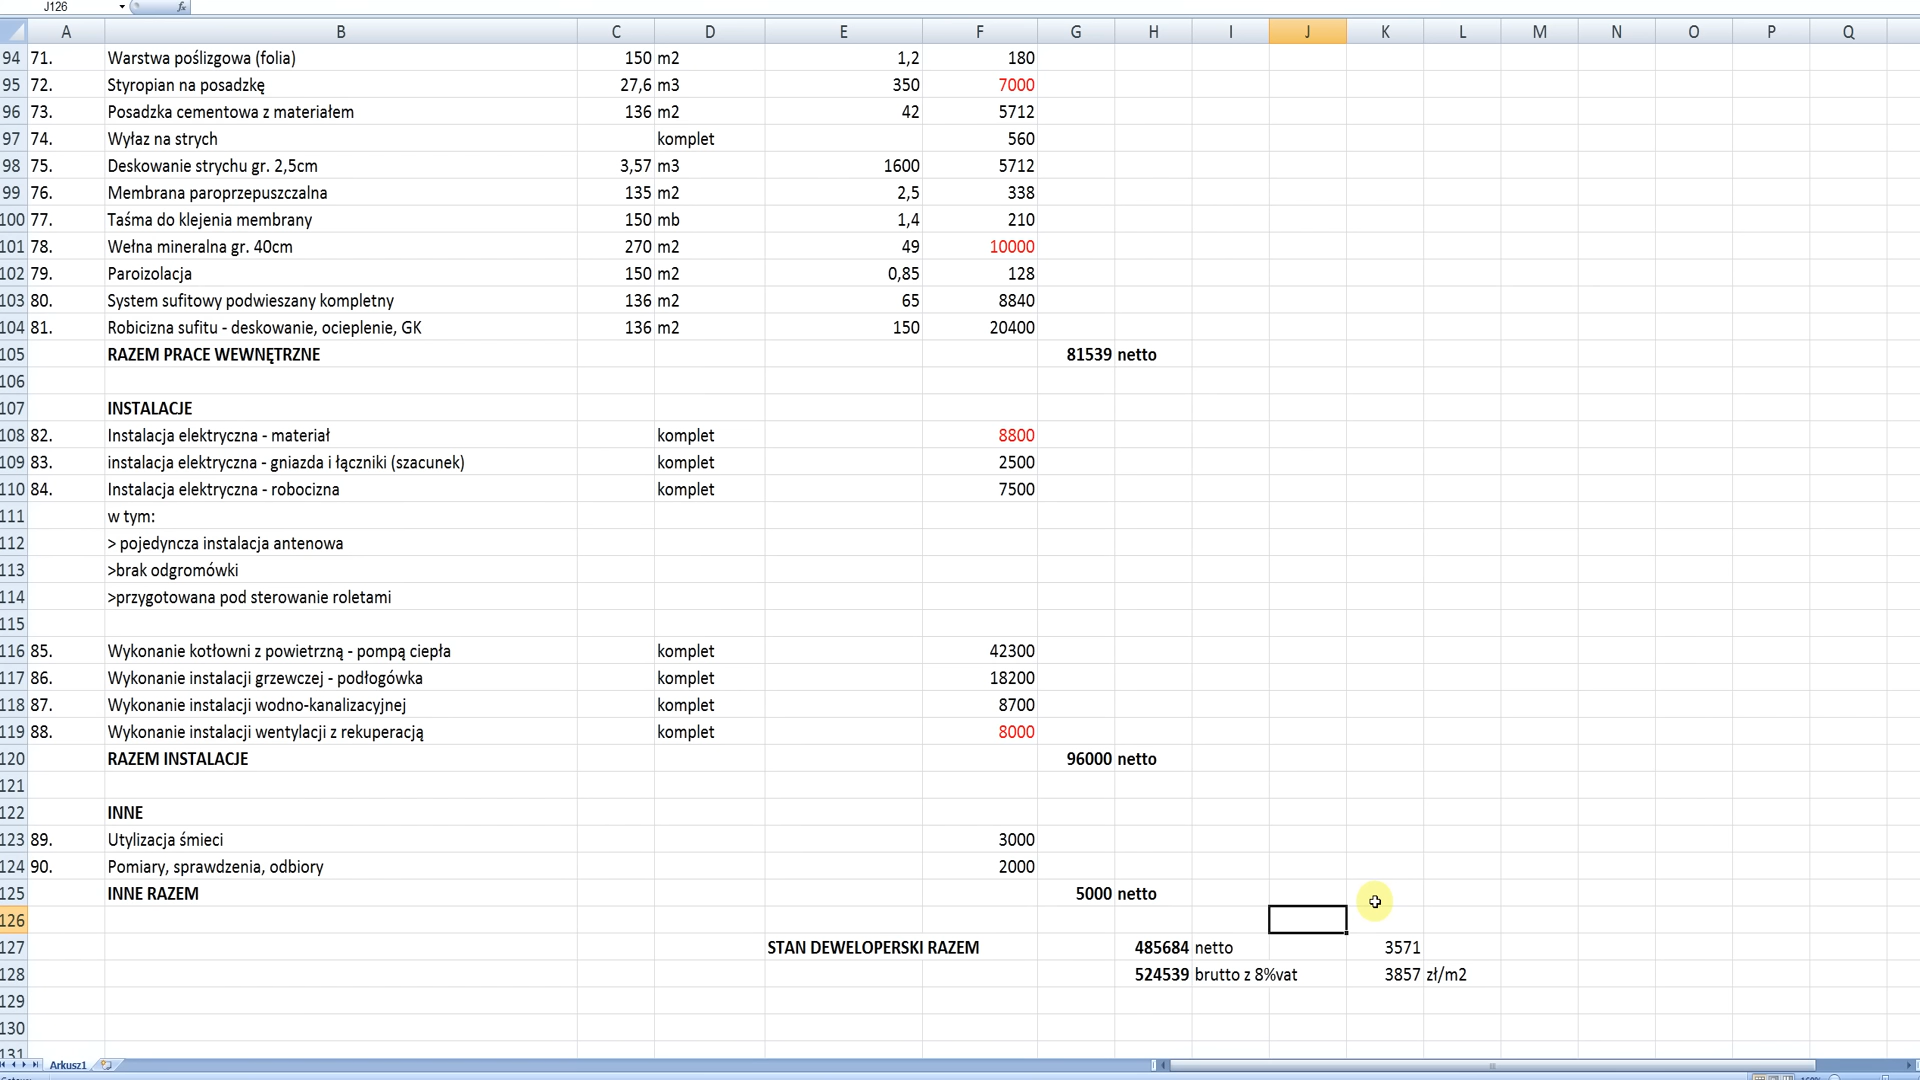 J126 fx
A B C D E F G H I J K L M N O P Q
94 71. Warstwa poślizgowa (folia) 150 m2 1,2 180
95 72. Styropian na posadzkę 27,6 m3 350 7000
96 73. Posadzka cementowa z materiałem 136 m2 42 5712
97 74. Wyłaz na strych komplet 560
98 75. Deskowanie strychu gr. 2,5cm 3,57 m3 1600 5712
99 76. Membrana paroprzepuszczalna 135 m2 2,5 338
100 77. Taśma do klejenia membrany 150 mb 1,4 210
101 78. Wełna mineralna gr. 40cm 270 m2 49 10000
102 79. Paroizolacja 150 m2 0,85 128
103 80. System sufitowy podwieszany kompletny 136 m2 65 8840
104 81. Robicizna sufitu - deskowanie, ocieplenie, GK 136 m2 150 20400
105 RAZEM PRACE WEWNĘTRZNE 81539 netto
106
107 INSTALACJE
108 82. Instalacja elektryczna - materiał komplet 8800
109 83. instalacja elektryczna - gniazda i łączniki (szacunek) komplet 2500
110 84. Instalacja elektryczna - robocizna komplet 7500
111 w tym:
112 > pojedyncza instalacja antenowa
113 >brak odgromówki
114 >przygotowana pod sterowanie roletami
115
116 85. Wykonanie kotłowni z powietrzną - pompą ciepła komplet 42300
117 86. Wykonanie instalacji grzewczej - podłogówka komplet 18200
118 87. Wykonanie instalacji wodno-kanalizacyjnej komplet 8700
119 88. Wykonanie instalacji wentylacji z rekuperacją komplet 8000
120 RAZEM INSTALACJE 96000 netto
121
122 INNE
123 89. Utylizacja śmieci 3000
124 90. Pomiary, sprawdzenia, odbiory 2000
125 INNE RAZEM 5000 netto
126
127 STAN DEWELOPERSKI RAZEM 485684 netto 3571
128 524539 brutto z 8%vat 3857 zł/m2
129
130
131
Arkusz1